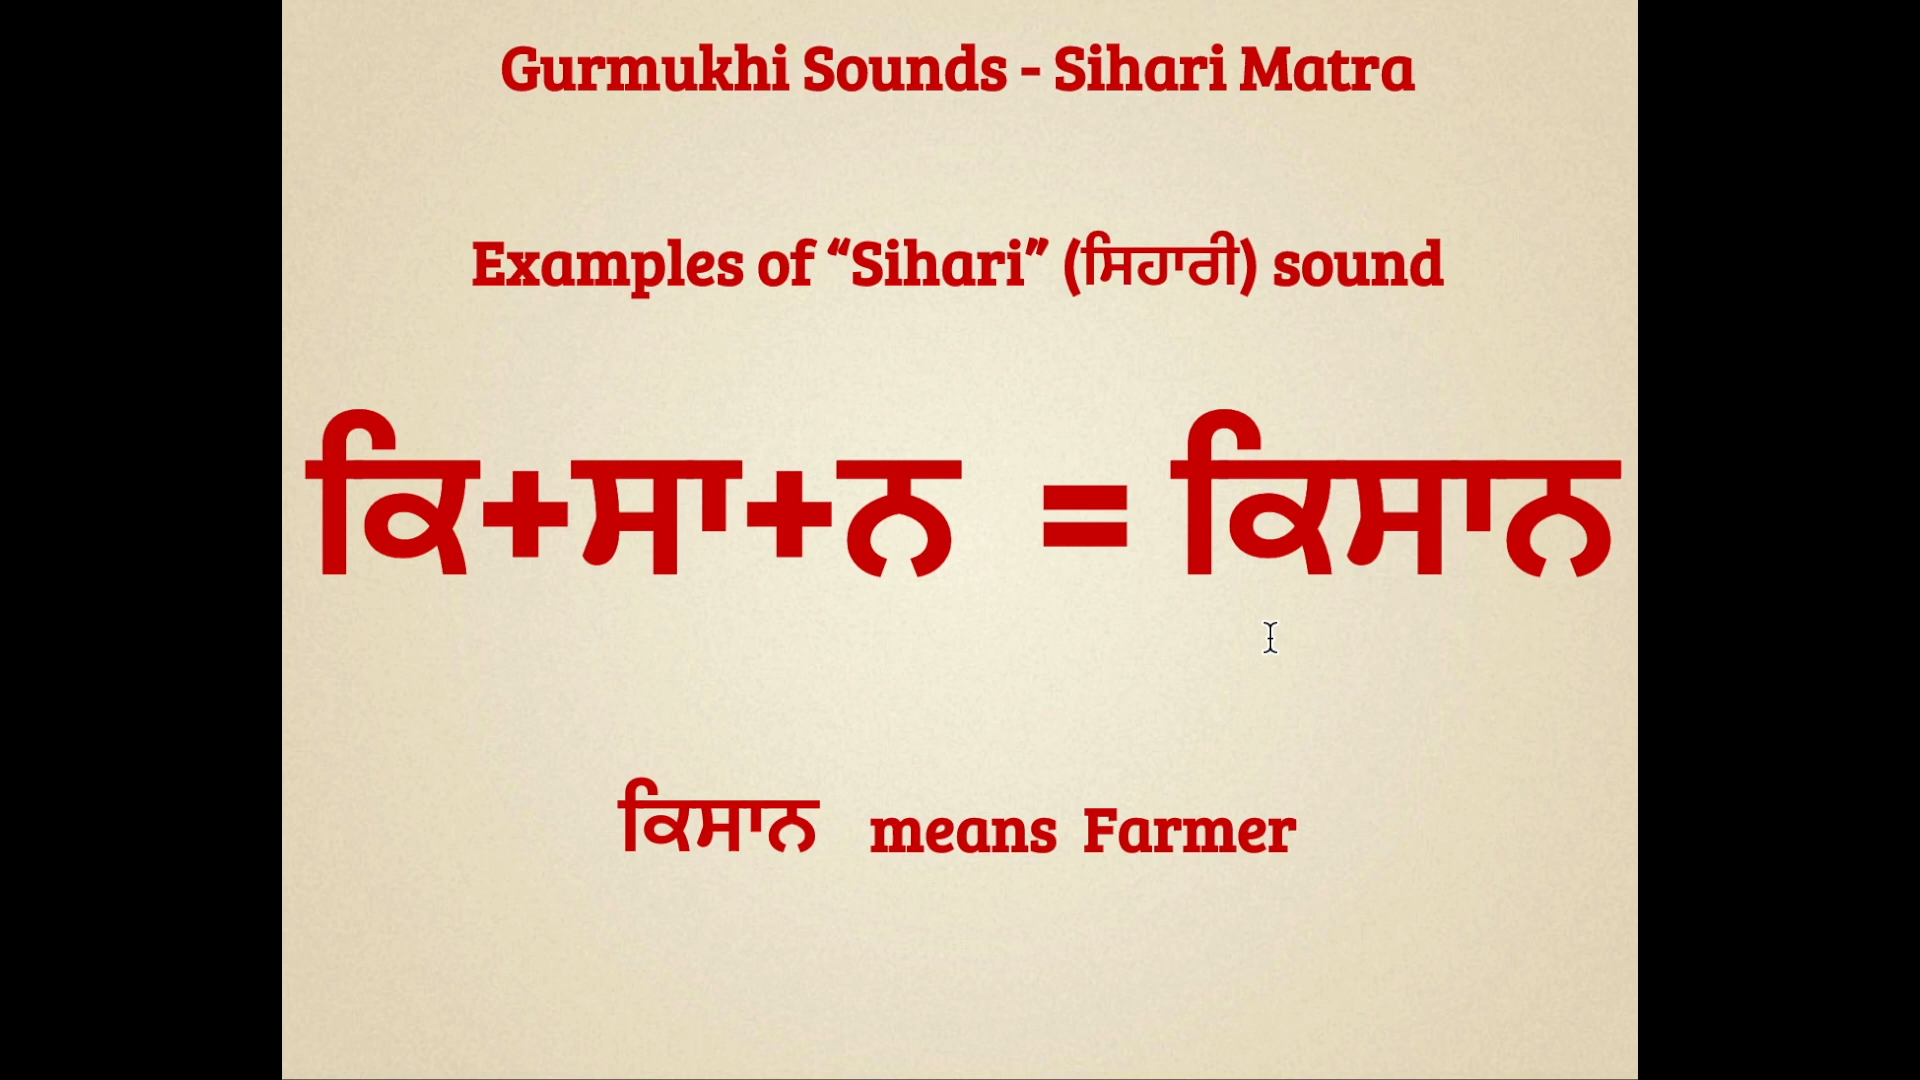 Gurmukhi Sounds - Sihari Matra
Examples of “Sihari” (ਸਿਹਾਰੀ) sound
ਕਿ+ਸਾ+ਨ = ਕਿਸਾਨ
ਕਿਸਾਨ means Farmer